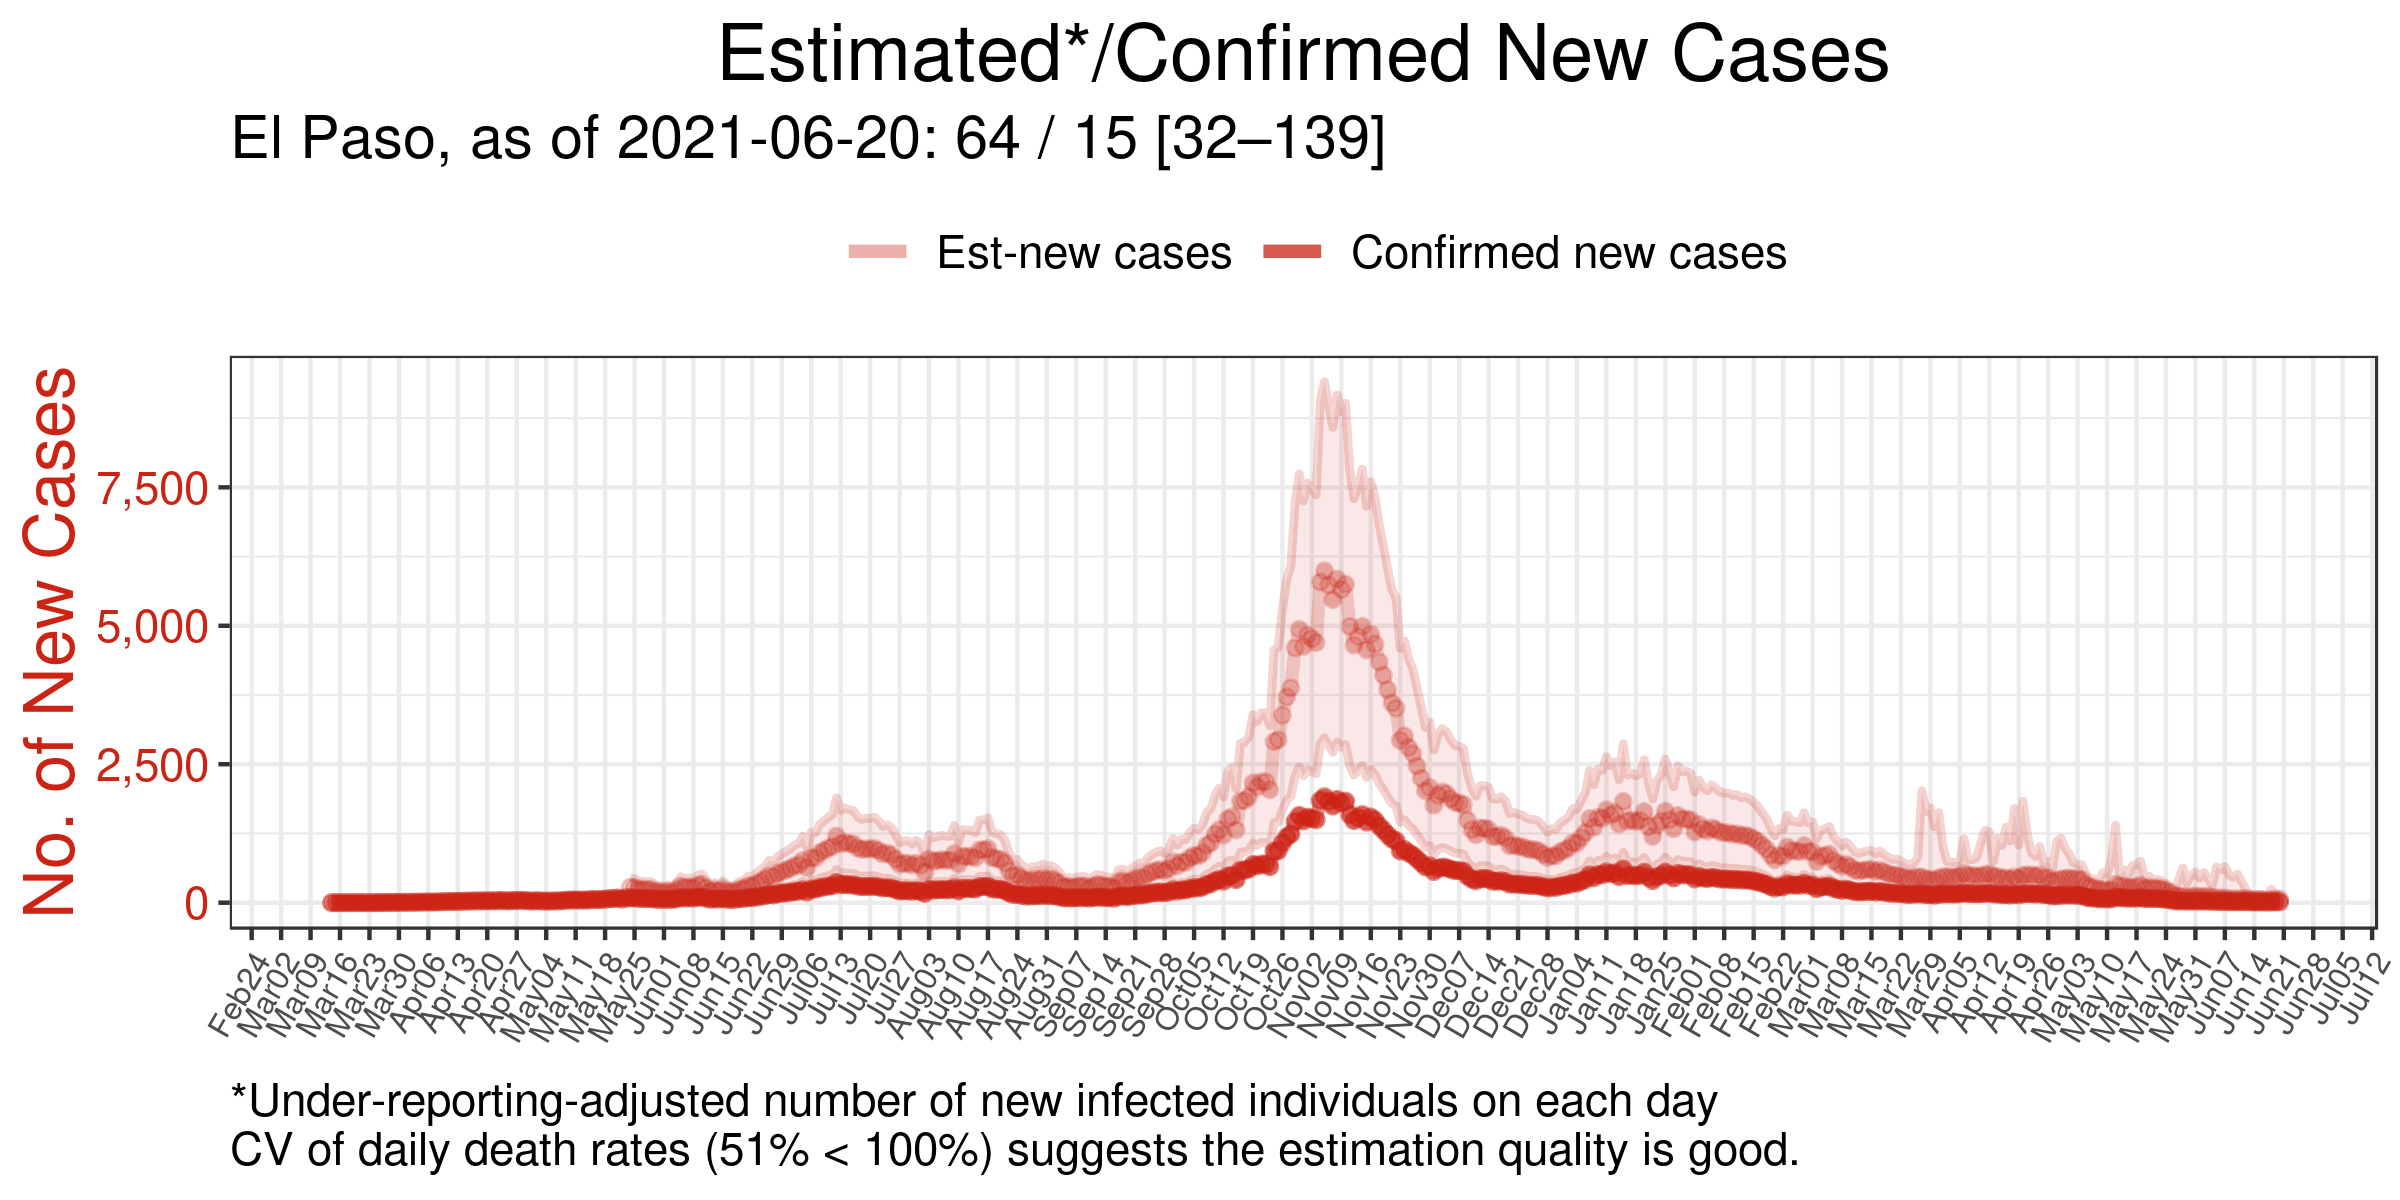 Estimated*/Confirmed New Cases
El Paso, as of 2021-06-20: 64 / 15 [32–139]
Est-new cases Confirmed new cases
No. of New Cases
7,500
5,000
2,500
0
Feb24 Mar02 Mar09 Mar16 Mar23 Mar30 Apr06 Apr13 Apr20 Apr27 May04 May11 May18 May25 Jun01 Jun08 Jun15 Jun22 Jun29 Jul06 Jul13 Jul20 Jul27 Aug03 Aug10 Aug17 Aug24 Aug31 Sep07 Sep14 Sep21 Sep28 Oct05 Oct12 Oct19 Oct26 Nov02 Nov09 Nov16 Nov23 Nov30 Dec07 Dec14 Dec21 Dec28 Jan04 Jan11 Jan18 Jan25 Feb01 Feb08 Feb15 Feb22 Mar01 Mar08 Mar15 Mar22 Mar29 Apr05 Apr12 Apr19 Apr26 May03 May10 May17 May24 May31 Jun07 Jun14 Jun21 Jun28 Jul05 Jul12
*Under-reporting-adjusted number of new infected individuals on each day
CV of daily death rates (51% < 100%) suggests the estimation quality is good.